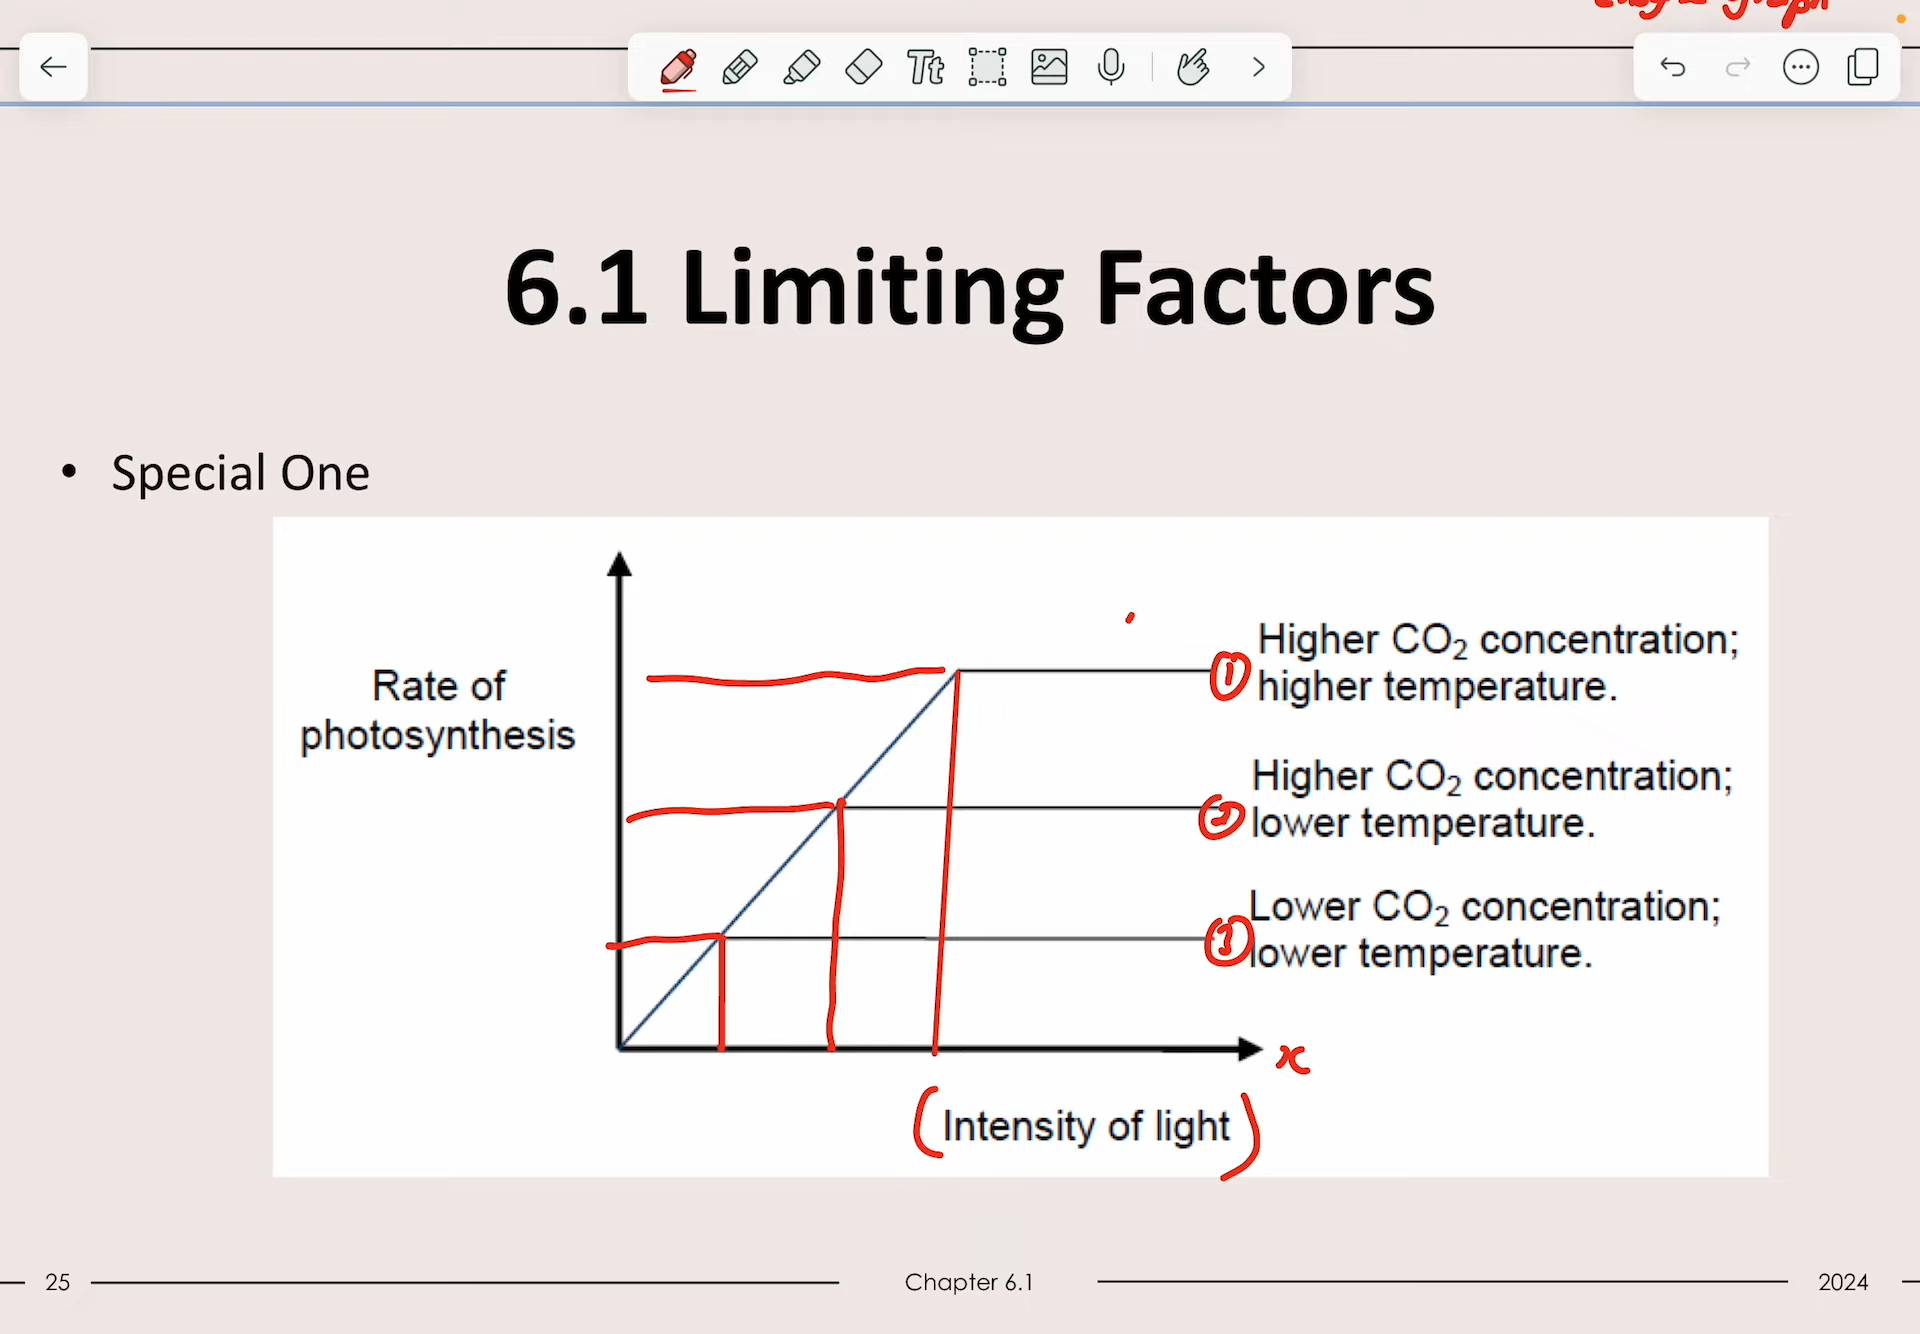 Tt
6.1 Limiting Factors
• Special One
Rate of
photosynthesis
① Higher CO₂ concentration;
higher temperature.
② Higher CO₂ concentration;
lower temperature.
③ Lower CO₂ concentration;
lower temperature.
x
(Intensity of light)
25
Chapter 6.1
2024